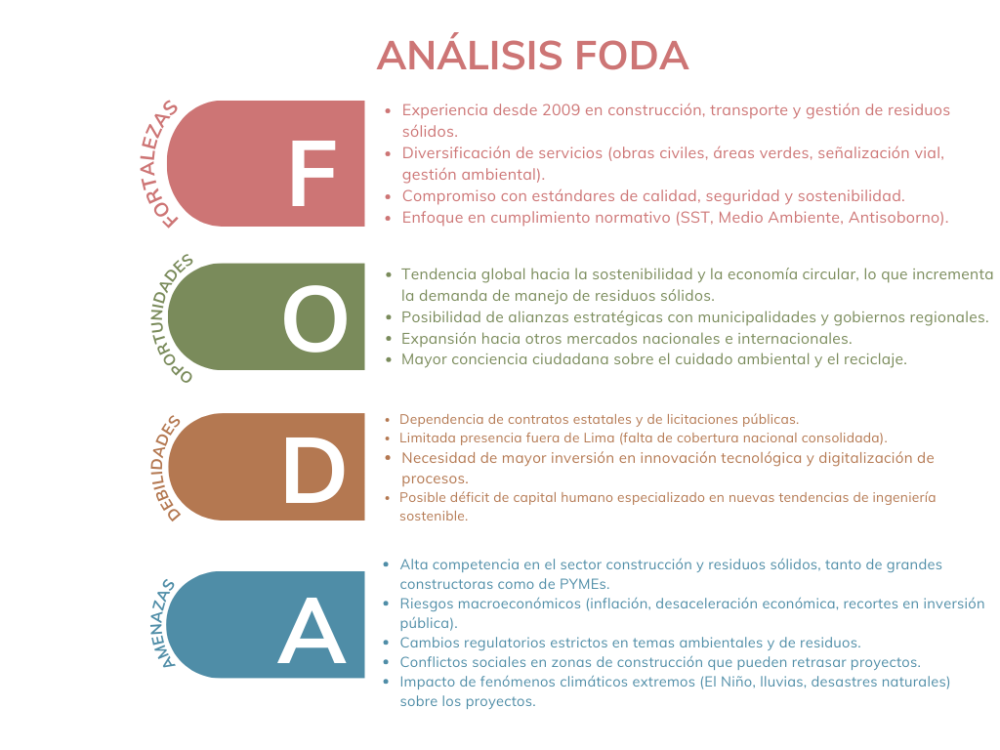 ANÁLISIS FODA
FORTALEZAS
F
• Experiencia desde 2009 en construcción, transporte y gestión de residuos
sólidos.
• Diversificación de servicios (obras civiles, áreas verdes, señalización vial,
gestión ambiental).
• Compromiso con estándares de calidad, seguridad y sostenibilidad.
• Enfoque en cumplimiento normativo (SST, Medio Ambiente, Antisoborno).
OPORTUNIDADES
O
• Tendencia global hacia la sostenibilidad y la economía circular, lo que incrementa
la demanda de manejo de residuos sólidos.
• Posibilidad de alianzas estratégicas con municipalidades y gobiernos regionales.
• Expansión hacia otros mercados nacionales e internacionales.
• Mayor conciencia ciudadana sobre el cuidado ambiental y el reciclaje.
DEBILIDADES
D
• Dependencia de contratos estatales y de licitaciones públicas.
• Limitada presencia fuera de Lima (falta de cobertura nacional consolidada).
• Necesidad de mayor inversión en innovación tecnológica y digitalización de
procesos.
• Posible déficit de capital humano especializado en nuevas tendencias de ingeniería
sostenible.
AMENAZAS
A
• Alta competencia en el sector construcción y residuos sólidos, tanto de grandes
constructoras como de PYMEs.
• Riesgos macroeconómicos (inflación, desaceleración económica, recortes en inversión
pública).
• Cambios regulatorios estrictos en temas ambientales y de residuos.
• Conflictos sociales en zonas de construcción que pueden retrasar proyectos.
• Impacto de fenómenos climáticos extremos (El Niño, lluvias, desastres naturales)
sobre los proyectos.